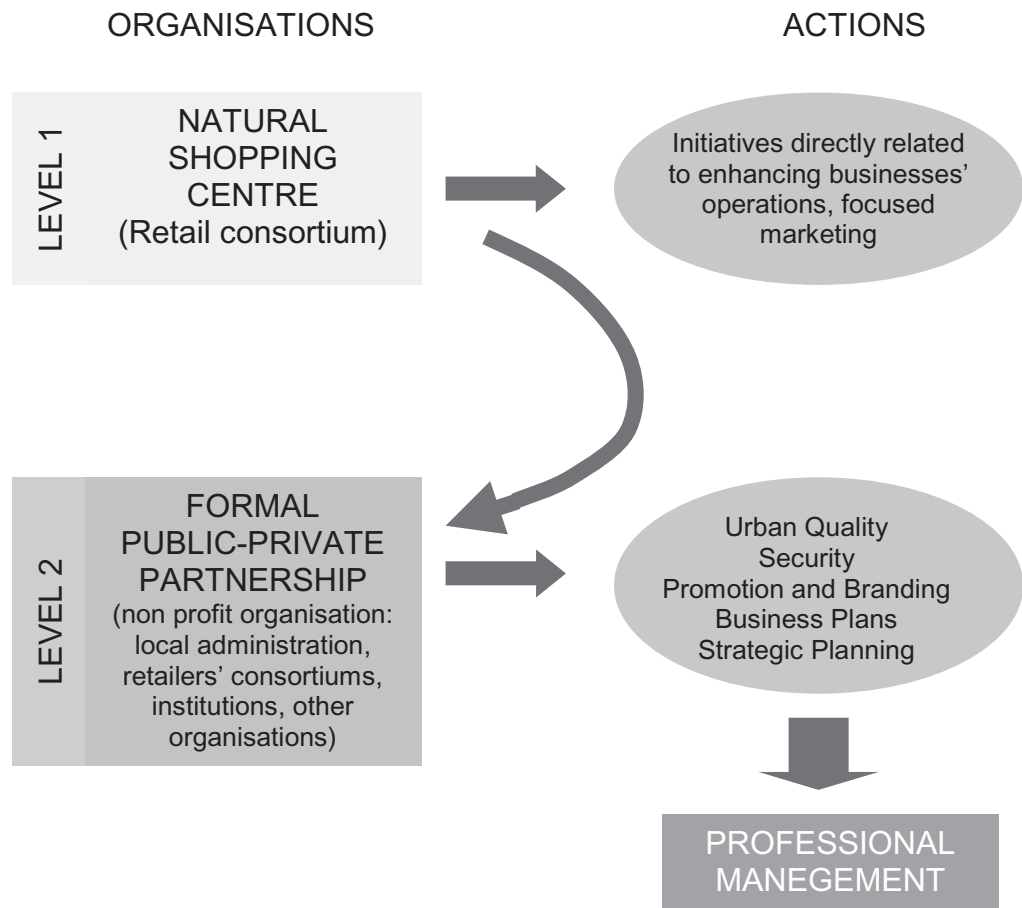 ORGANISATIONS
ACTIONS
LEVEL 1
NATURAL
SHOPPING
CENTRE
(Retail consortium)
Initiatives directly related
to enhancing businesses’
operations, focused
marketing
LEVEL 2
FORMAL
PUBLIC-PRIVATE
PARTNERSHIP
(non profit organisation:
local administration,
retailers’ consortiums,
institutions, other
organisations)
Urban Quality
Security
Promotion and Branding
Business Plans
Strategic Planning
PROFESSIONAL
MANEGEMENT